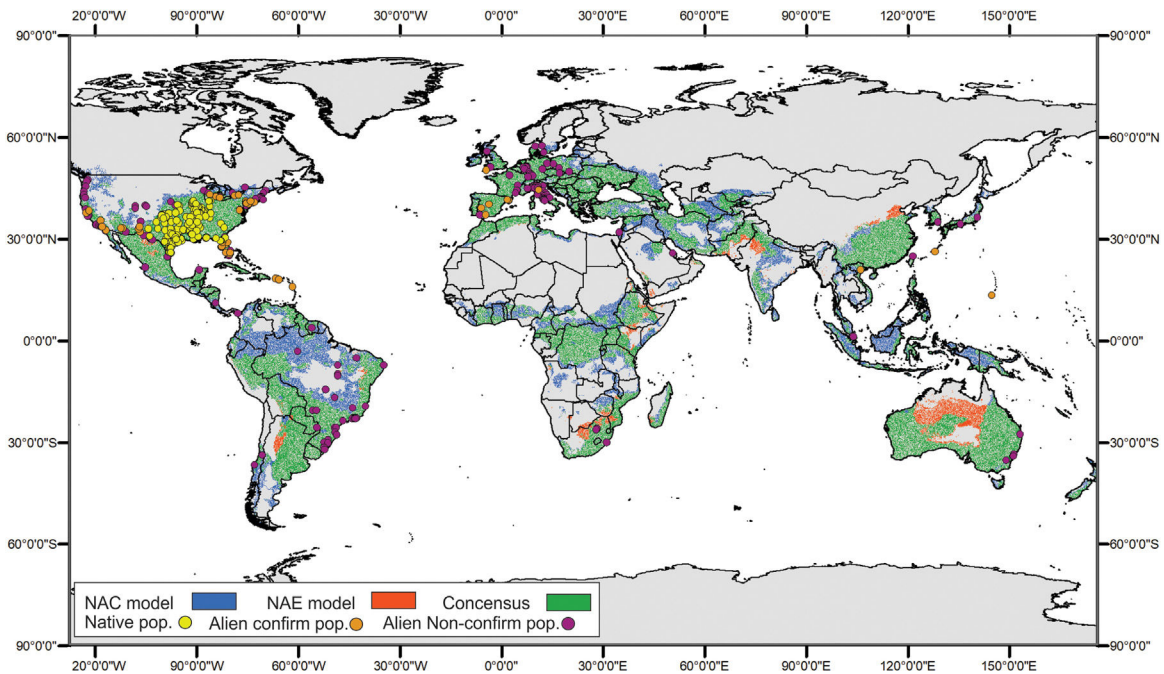 120°0'0"W 90°0'0"W 60°0'0"W 30°0'0"W 0°0'0"E 30°0'0"E 60°0'0"E 90°0'0"E 120°0'0"E 150°0'0"E
90°0'0" 90°0'0"
60°0'0"N 60°0'0"N
30°0'0"N 30°0'0"N
0°0'0" 0°0'0"
30°0'0"S 30°0'0"S
60°0'0"S 60°0'0"S
NAC model NAE model Concensus
Native pop. Alien confirm pop. Alien Non-confirm pop.
90°0'0" 90°0'0"
120°0'0"W 90°0'0"W 60°0'0"W 30°0'0"W 0°0'0"E 30°0'0"E 60°0'0"E 90°0'0"E 120°0'0"E 150°0'0"E